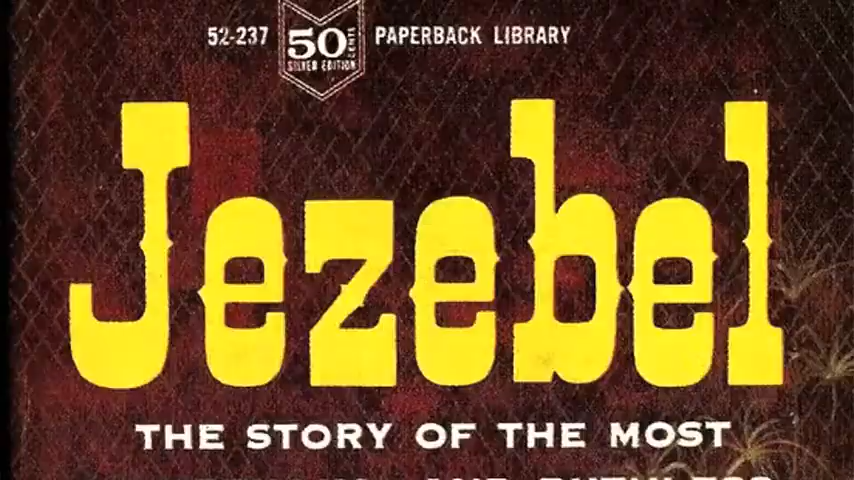 52-237 50 CENTS PAPERBACK LIBRARY
SILVER EDITION
Jezebel
THE STORY OF THE MOST